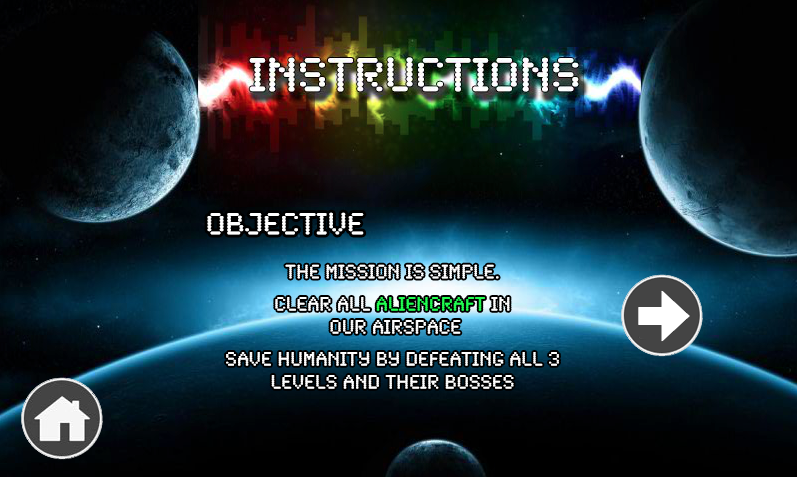 INSTRUCTIONS
OBJECTIVE
THE MISSION IS SIMPLE.
CLEAR ALL ALIENCRAFT IN
OUR AIRSPACE
SAVE HUMANITY BY DEFEATING ALL 3
LEVELS AND THEIR BOSSES